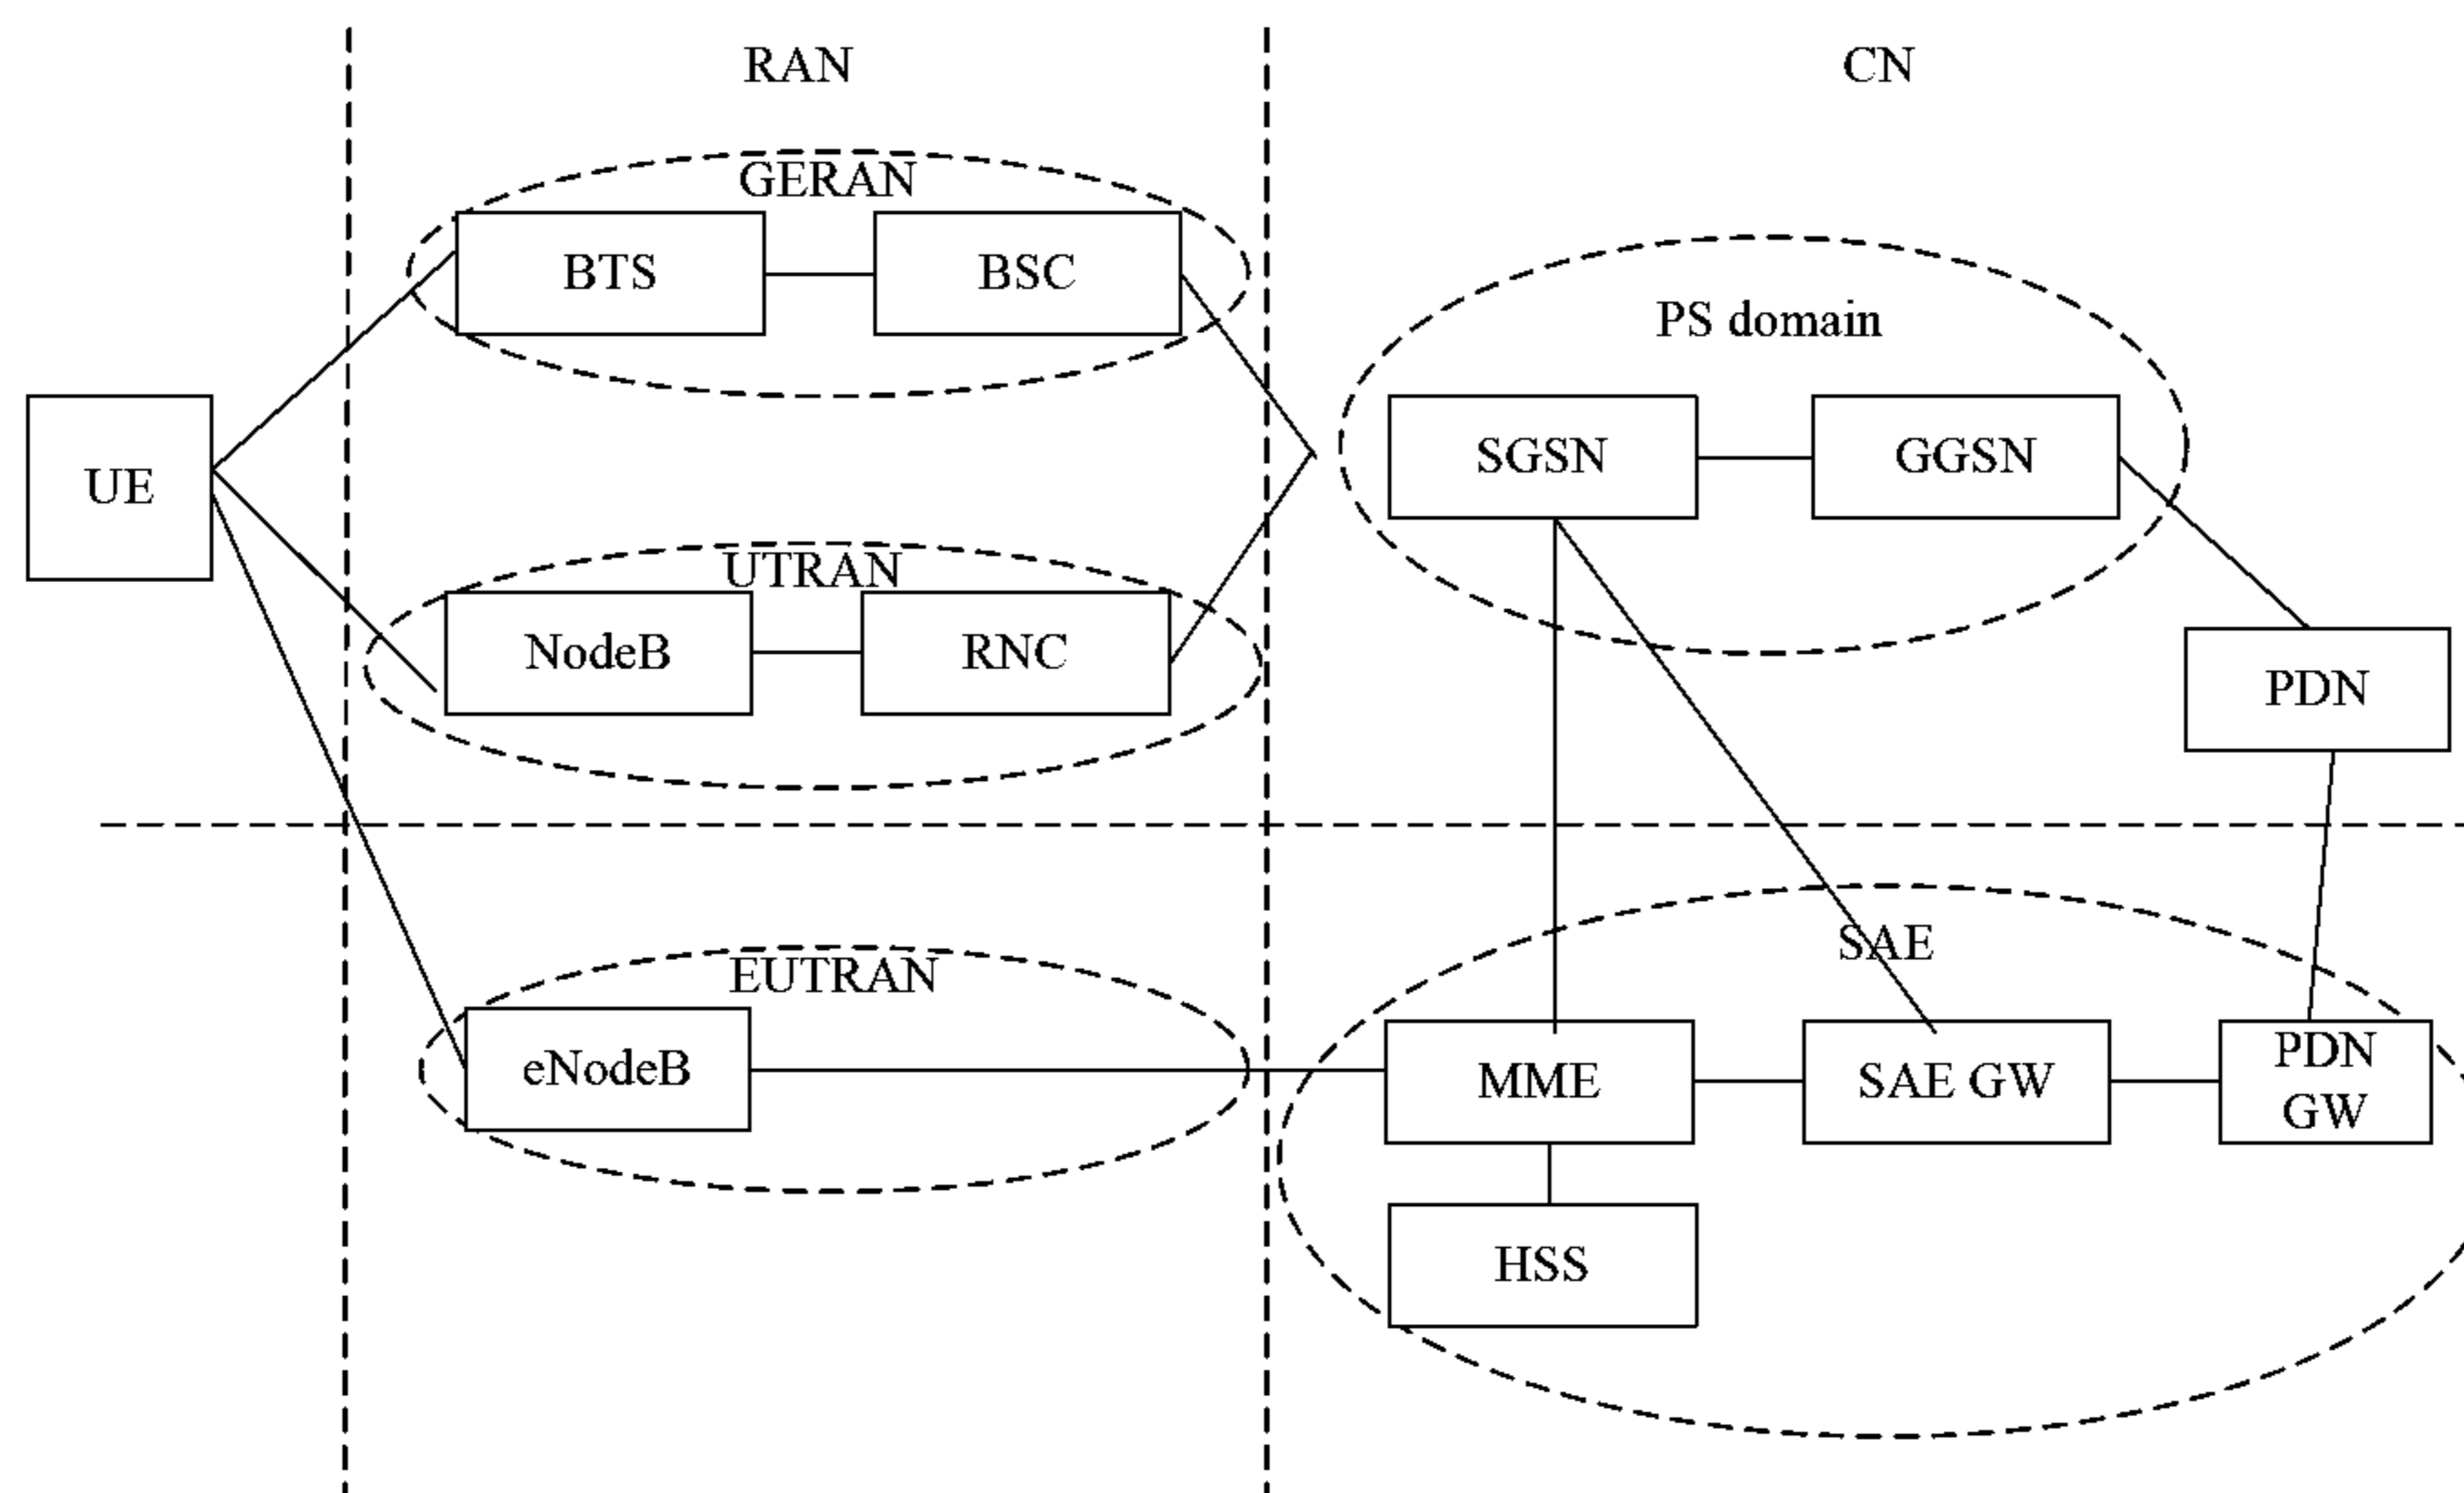 RAN
CN
GERAN
BTS
BSC
PS domain
UE
SGSN
GGSN
UTRAN
NodeB
RNC
PDN
SAE
EUTRAN
eNodeB
MME
SAE GW
PDN
GW
HSS